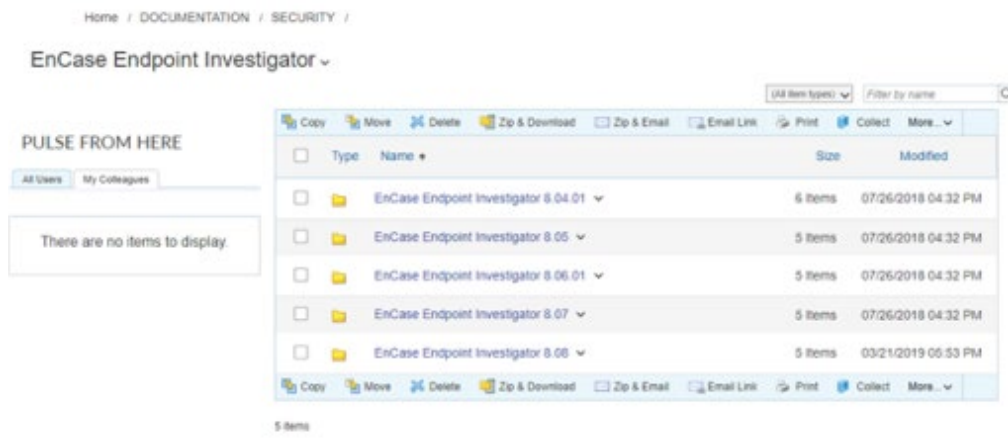 Home / DOCUMENTATION / SECURITY /
EnCase Endpoint Investigator
(All Item types) Filter by name
PULSE FROM HERE
All Users My Colleagues
There are no items to display.
Copy Move Delete Zip & Download Zip & Email Email Link Print Collect More...
Type Name Size Modified
EnCase Endpoint Investigator 8.04.01 6 Items 07/26/2018 04:32 PM
EnCase Endpoint Investigator 8.05 5 Items 07/26/2018 04:32 PM
EnCase Endpoint Investigator 8.06.01 5 Items 07/26/2018 04:32 PM
EnCase Endpoint Investigator 8.07 5 Items 07/26/2018 04:32 PM
EnCase Endpoint Investigator 8.08 5 Items 03/21/2019 05:53 PM
Copy Move Delete Zip & Download Zip & Email Email Link Print Collect More...
5 items